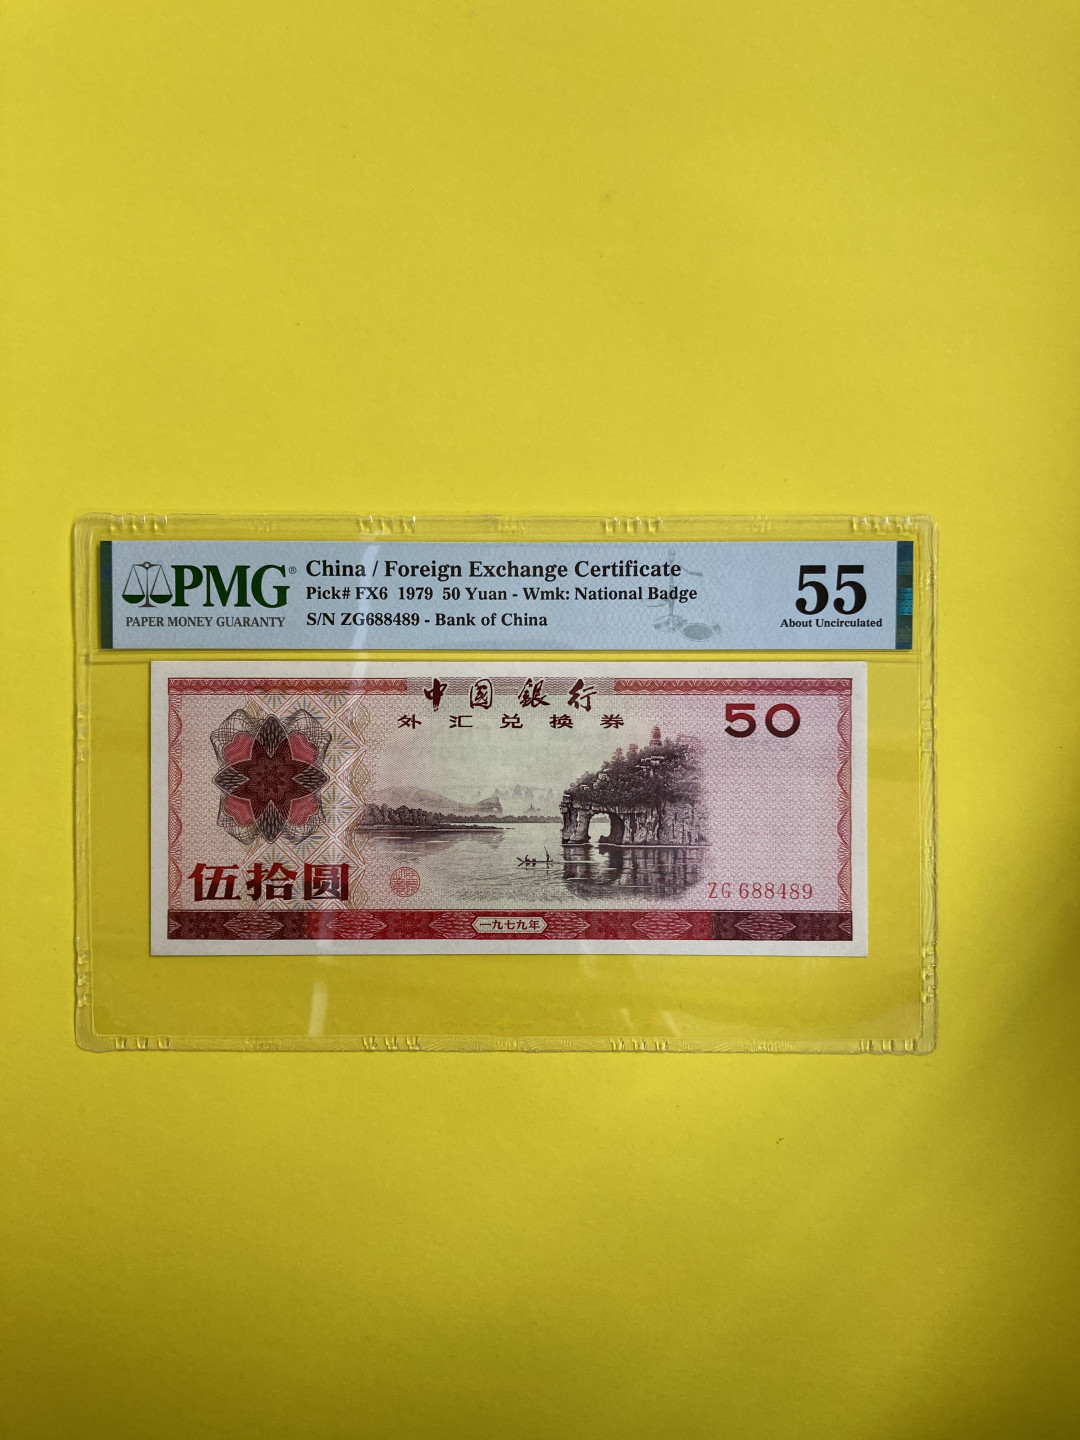 PMG®
PAPER MONEY GUARANTY
China / Foreign Exchange Certificate
Pick# FX6 1979 50 Yuan - Wmk: National Badge
S/N ZG688489 - Bank of China
55
About Uncirculated
中国銀行
外汇兑换券
50
伍拾圆
ZG 688489
一九七九年